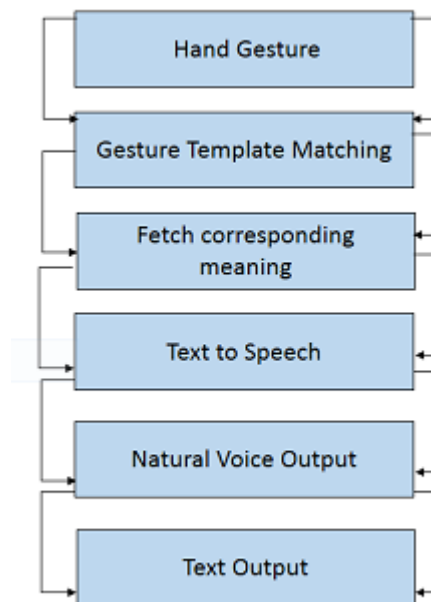 Hand Gesture
Gesture Template Matching
Fetch corresponding
meaning
Text to Speech
Natural Voice Output
Text Output